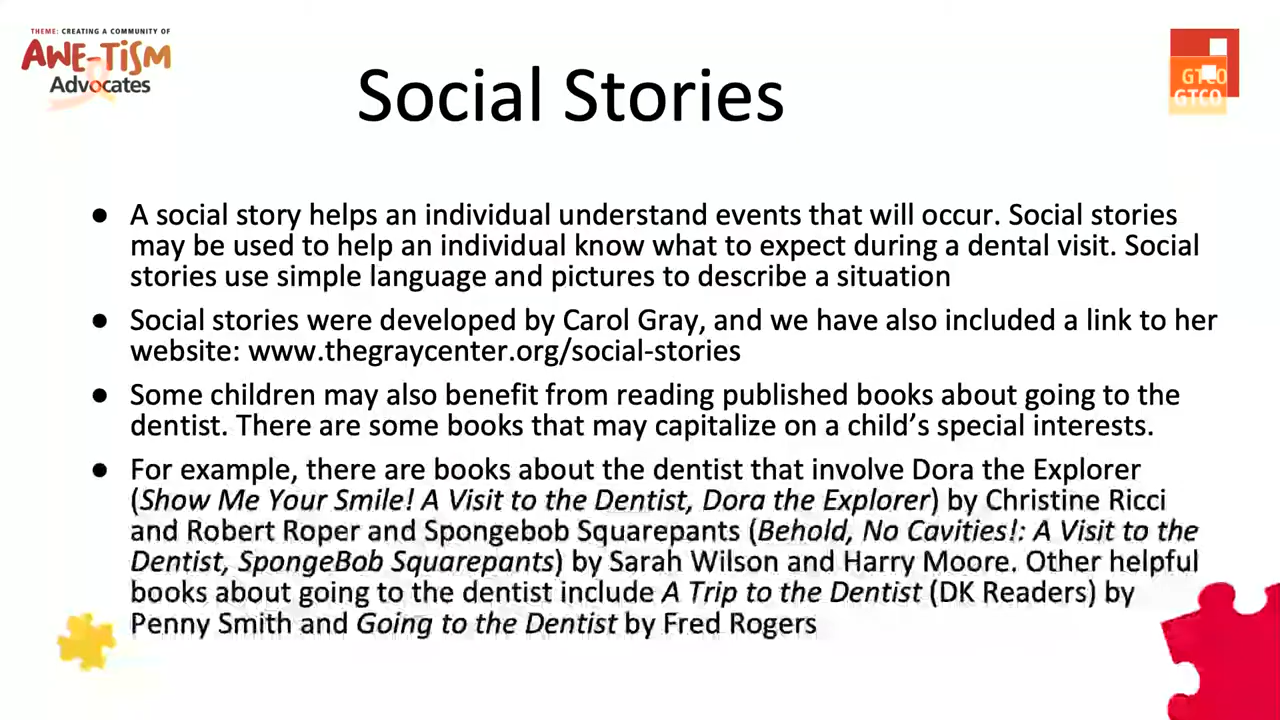 THEME: CREATING A COMMUNITY OF
AWE-TiSM
Advocates
GTCO
GTCO
Social Stories
● A social story helps an individual understand events that will occur. Social stories
may be used to help an individual know what to expect during a dental visit. Social
stories use simple language and pictures to describe a situation
● Social stories were developed by Carol Gray, and we have also included a link to her
website: www.thegraycenter.org/social-stories
● Some children may also benefit from reading published books about going to the
dentist. There are some books that may capitalize on a child’s special interests.
● For example, there are books about the dentist that involve Dora the Explorer
(Show Me Your Smile! A Visit to the Dentist, Dora the Explorer) by Christine Ricci
and Robert Roper and Spongebob Squarepants (Behold, No Cavities!: A Visit to the
Dentist, SpongeBob Squarepants) by Sarah Wilson and Harry Moore. Other helpful
books about going to the dentist include A Trip to the Dentist (DK Readers) by
Penny Smith and Going to the Dentist by Fred Rogers